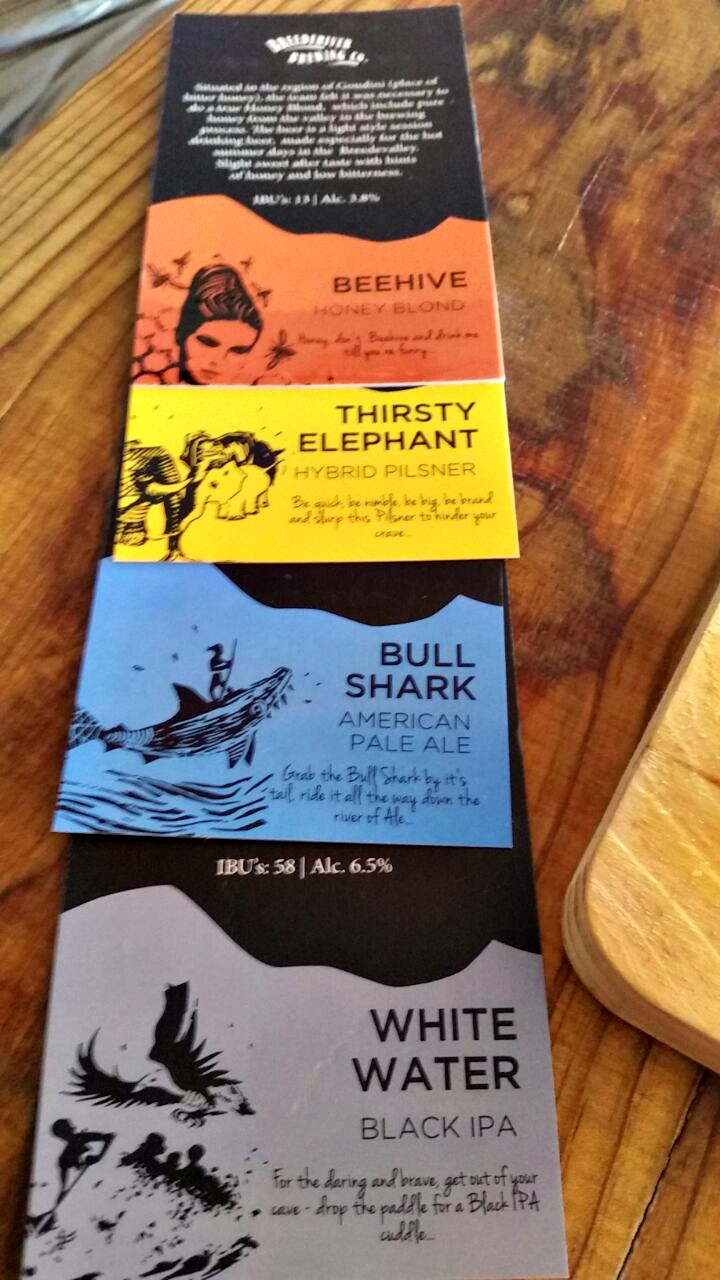 BREEDERIVER
BREWING CO.
Situated in the region of Goudini (place of
bitter honey), the team felt it was necessary to
do a true Honey Blond, which include pure
honey from the valley in the brewing
process. The beer is a light style session
drinking beer, made especially for the hot
summer days in the Breedevalley.
Slight sweet after taste with hints
of honey and low bitterness.
IBU's: 13 | Alc. 3.8%
BEEHIVE
HONEY BLOND
Honey, don't Beehive and drink me
till you're funny...
THIRSTY
ELEPHANT
HYBRID PILSNER
Be quick, be nimble, be big, be brand
and slurp this Pilsner to hinder your
crave...
BULL
SHARK
AMERICAN
PALE ALE
Grab the Bull Shark by it's
tail, ride it all the way down the
river of Ale...
IBU's: 58 | Alc. 6.5%
WHITE
WATER
BLACK IPA
For the daring and brave, get out of your
cave - drop the paddle for a Black IPA
cuddle...